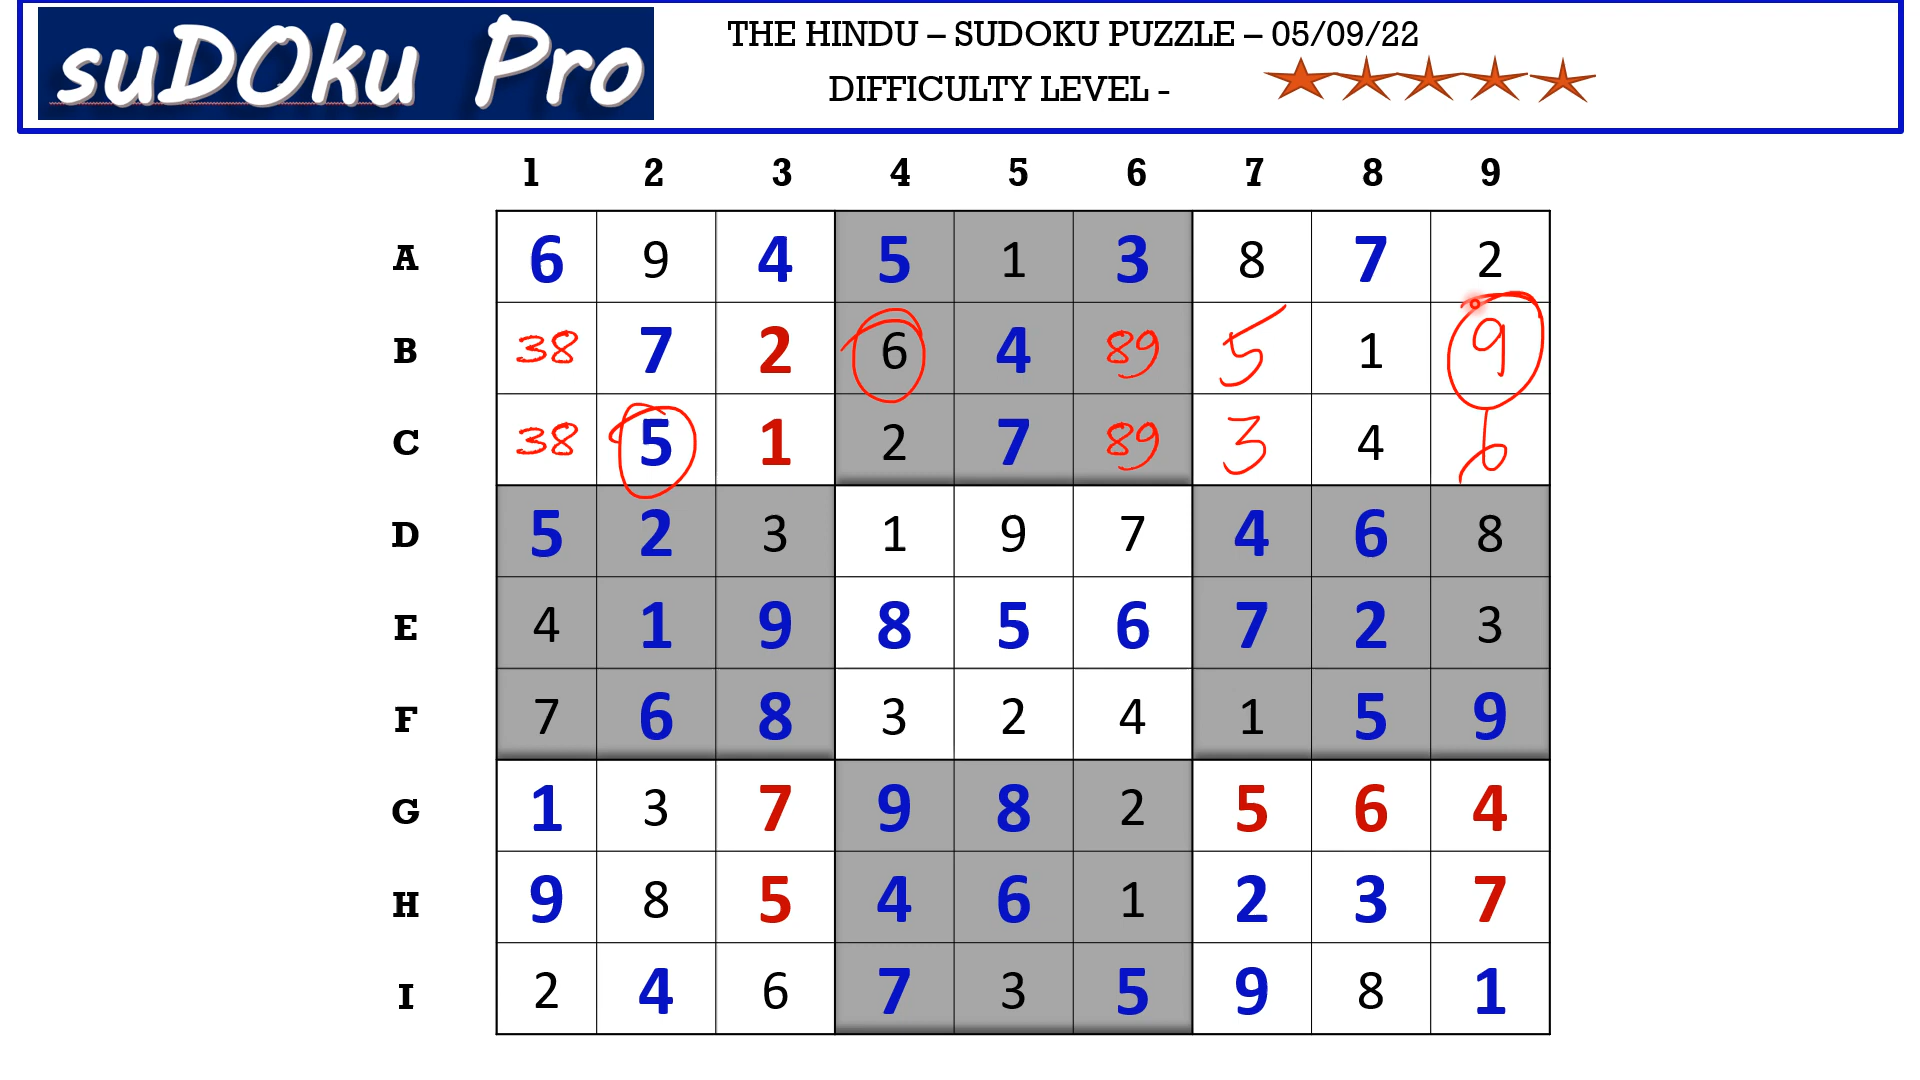 suDOku Pro
THE HINDU – SUDOKU PUZZLE – 05/09/22
DIFFICULTY LEVEL -
1 2 3 4 5 6 7 8 9
A 6 9 4 5 1 3 8 7 2
B 38 7 2 6 4 89 5 1 9
C 38 5 1 2 7 89 3 4 6
D 5 2 3 1 9 7 4 6 8
E 4 1 9 8 5 6 7 2 3
F 7 6 8 3 2 4 1 5 9
G 1 3 7 9 8 2 5 6 4
H 9 8 5 4 6 1 2 3 7
I 2 4 6 7 3 5 9 8 1